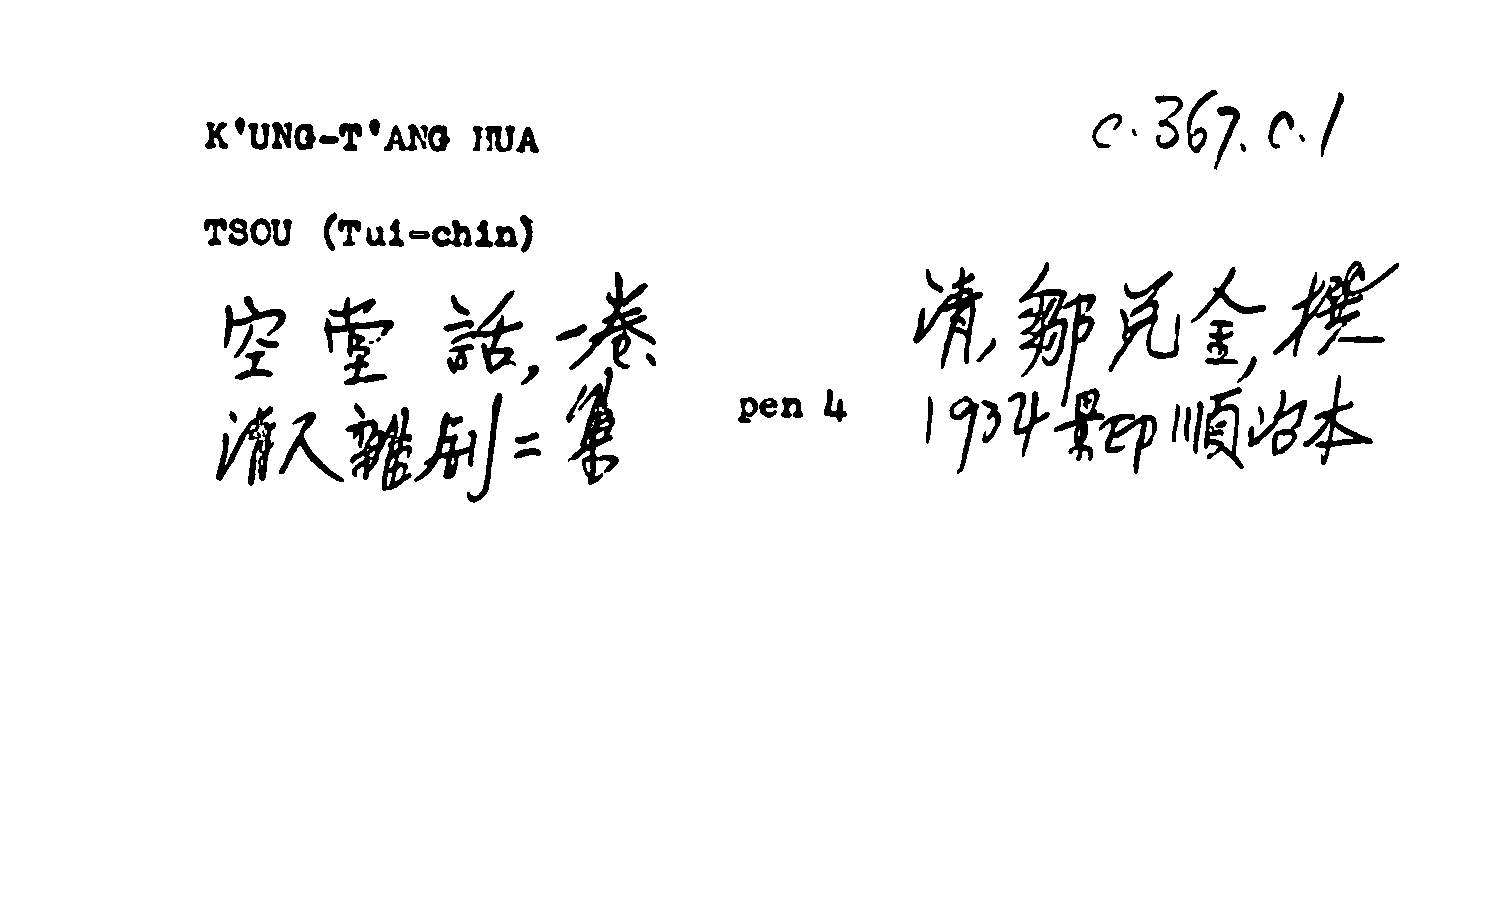 K'UNG-T'ANG HUA
c.367.c.1
TSOU (Tui-chin)
空堂話,一卷、
清,鄒兌金,撰
清人雜劇二集
pen 4
1934景印順治本